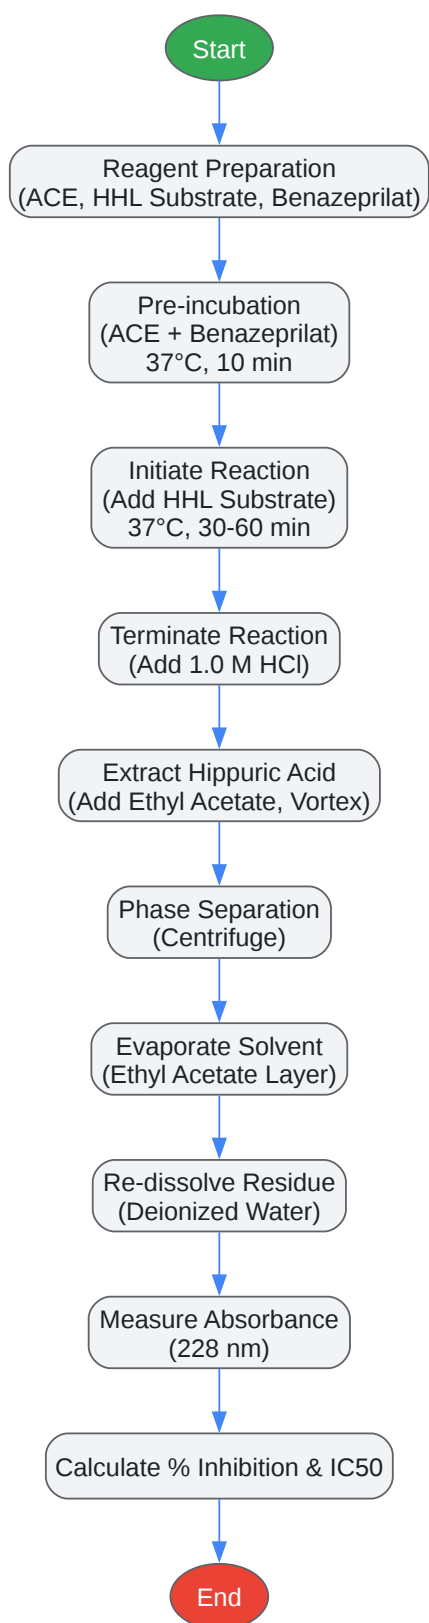 Start
Reagent Preparation
(ACE, HHL Substrate, Benazeprilat)
Pre-incubation
(ACE + Benazeprilat)
37°C, 10 min
Initiate Reaction
(Add HHL Substrate)
37°C, 30-60 min
Terminate Reaction
(Add 1.0 M HCl)
Extract Hippuric Acid
(Add Ethyl Acetate, Vortex)
Phase Separation
(Centrifuge)
Evaporate Solvent
(Ethyl Acetate Layer)
Re-dissolve Residue
(Deionized Water)
Measure Absorbance
(228 nm)
Calculate % Inhibition & IC50
End